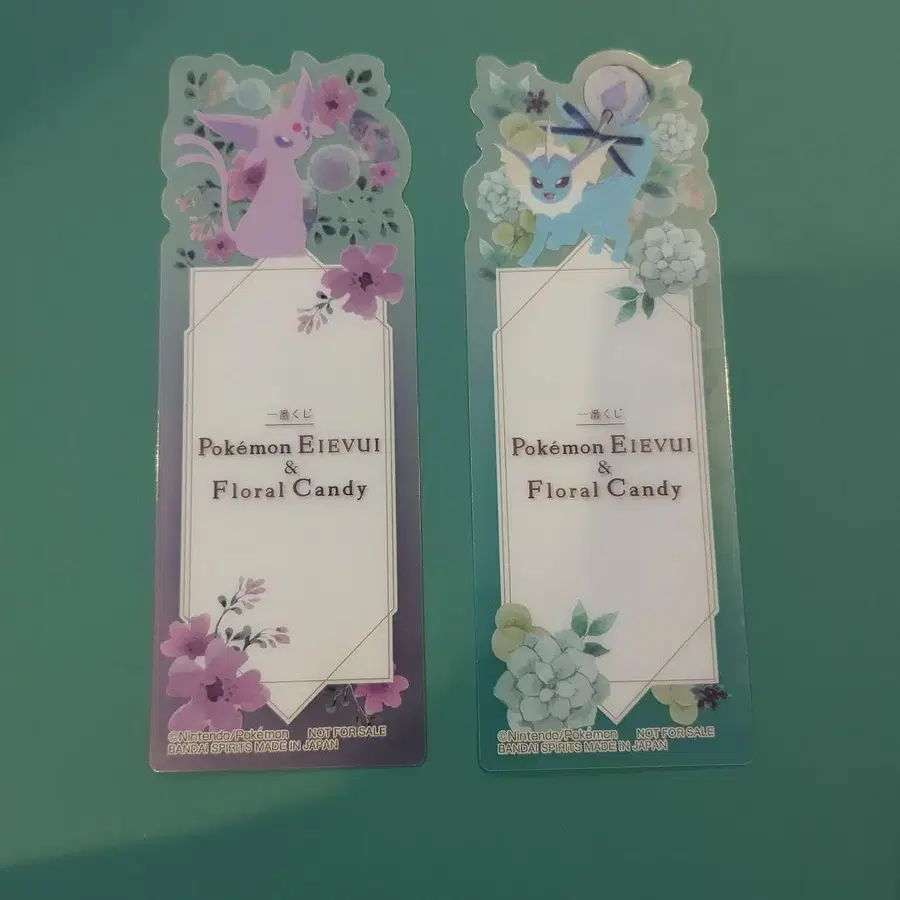 一番くじ
Pokémon EIEVUI
&
Floral Candy
©Nintendo/Pokémon NOT FOR SALE
BANDAI SPIRITS MADE IN JAPAN
一番くじ
Pokémon EIEVUI
&
Floral Candy
©Nintendo/Pokémon NOT FOR SALE
BANDAI SPIRITS MADE IN JAPAN